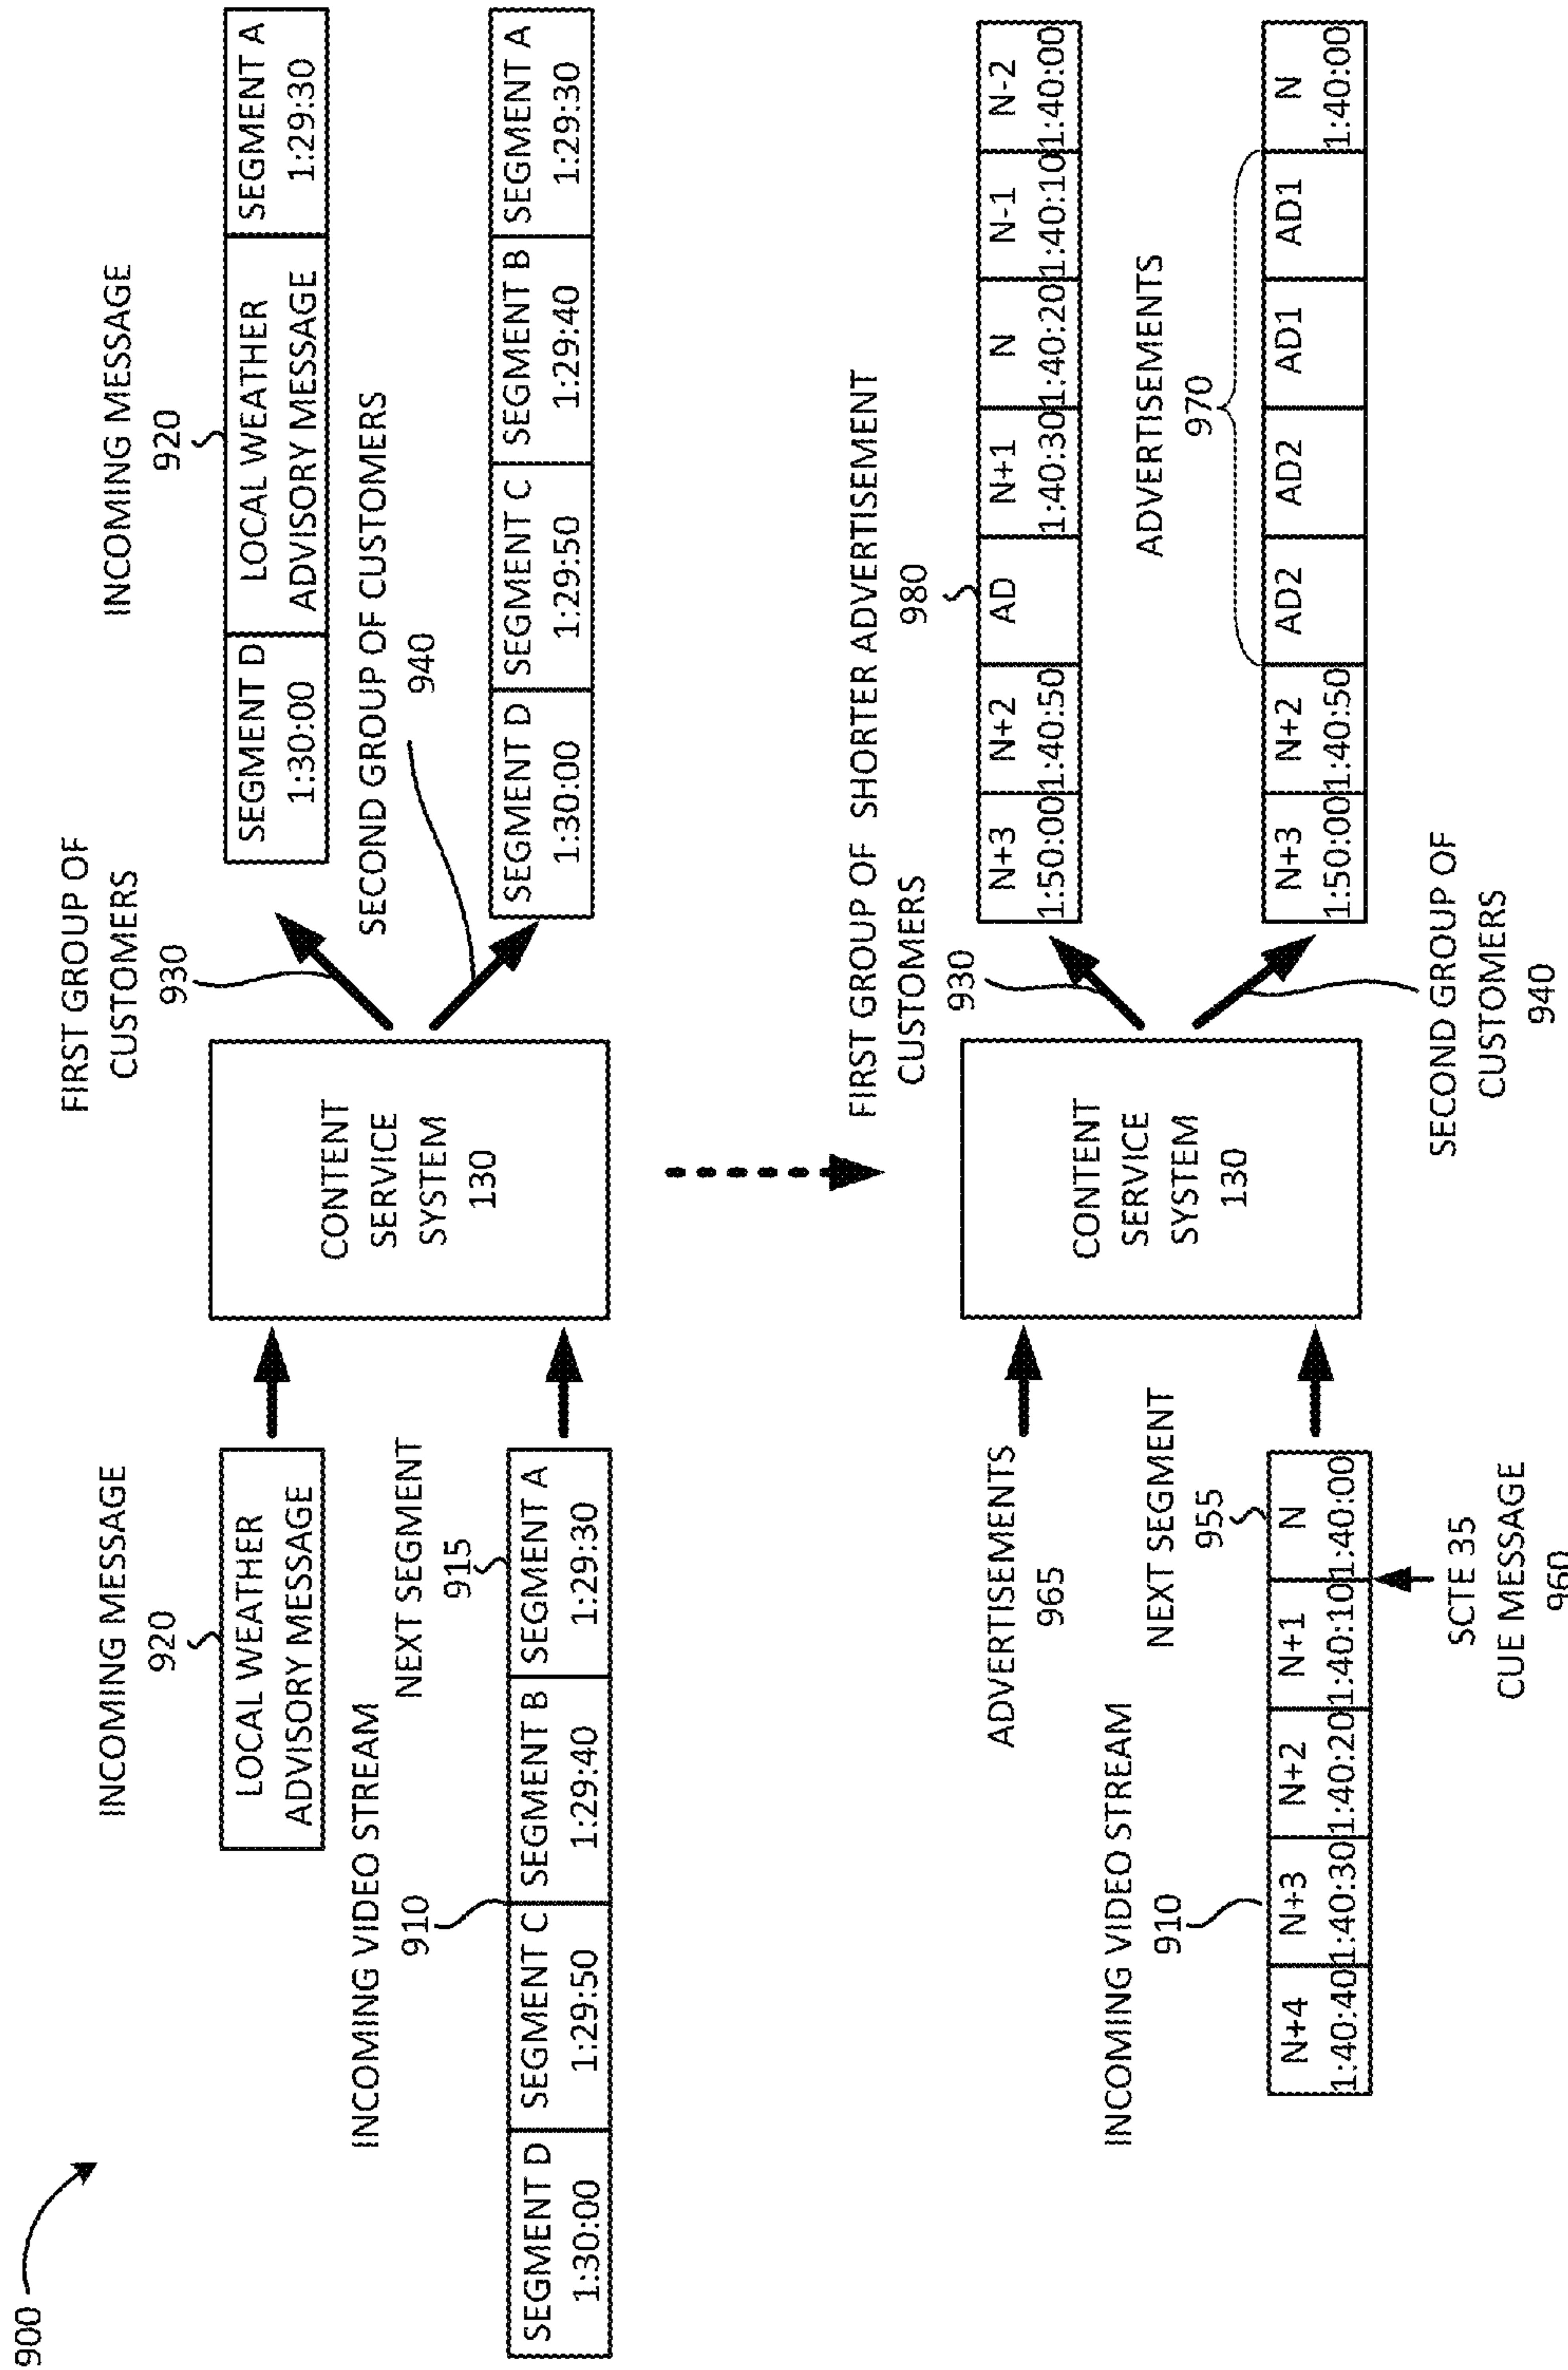 900
INCOMING MESSAGE
920
LOCAL WEATHER
ADVISORY MESSAGE
INCOMING VIDEO STREAM
910
NEXT SEGMENT
915
SEGMENT D
1:30:00
SEGMENT C
1:29:50
SEGMENT B
1:29:40
SEGMENT A
1:29:30
CONTENT
SERVICE
SYSTEM
130
FIRST GROUP OF
CUSTOMERS
930
INCOMING MESSAGE
920
SEGMENT D
1:30:00
LOCAL WEATHER
ADVISORY MESSAGE
SEGMENT A
1:29:30
SECOND GROUP OF CUSTOMERS
940
SEGMENT D
1:30:00
SEGMENT C
1:29:50
SEGMENT B
1:29:40
SEGMENT A
1:29:30
ADVERTISEMENTS
965
INCOMING VIDEO STREAM
910
NEXT SEGMENT
955
N+4
1:40:40
N+3
1:40:30
N+2
1:40:20
N+1
1:40:10
N
1:40:00
SCTE 35
CUE MESSAGE
960
CONTENT
SERVICE
SYSTEM
130
FIRST GROUP OF
CUSTOMERS
930
SHORTER ADVERTISEMENT
980
N+3
1:50:00
N+2
1:40:50
AD
N+1
1:40:30
N
1:40:20
N-1
1:40:10
N-2
1:40:00
ADVERTISEMENTS
970
N+3
1:50:00
N+2
1:40:50
AD2
AD2
AD1
AD1
N
1:40:00
SECOND GROUP OF
CUSTOMERS
940